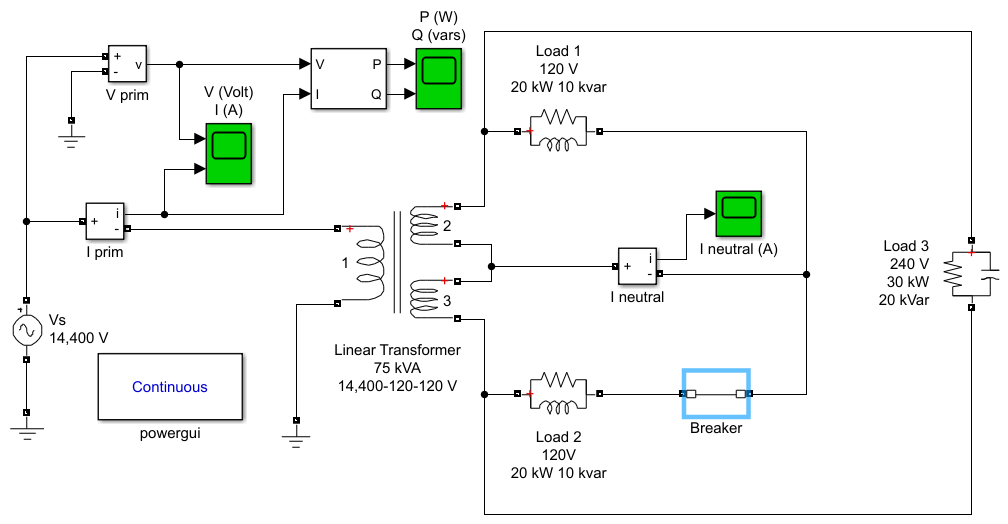 P (W)
Q (vars)
+
-
v
V prim
V
I
P
Q
V (Volt)
I (A)
Load 1
120 V
20 kW 10 kvar
+
+
-
i
I prim
+
1
+
2
+
3
Linear Transformer
75 kVA
14,400-120-120 V
+
i
-
I neutral
I neutral (A)
Load 3
240 V
30 kW
20 kVar
+
+
Vs
14,400 V
Continuous
powergui
+
Load 2
120V
20 kW 10 kvar
Breaker